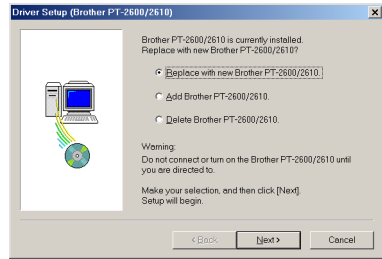 Driver Setup (Brother PT-2600/2610)
Brother PT-2600/2610 is currently installed.
Replace with new Brother PT-2600/2610?
Replace with new Brother PT-2600/2610.
Add Brother PT-2600/2610.
Delete Brother PT-2600/2610.
Warning:
Do not connect or turn on the Brother PT-2600/2610 until
you are directed to.
Make your selection, and then click [Next].
Setup will begin.
< Back
Next >
Cancel